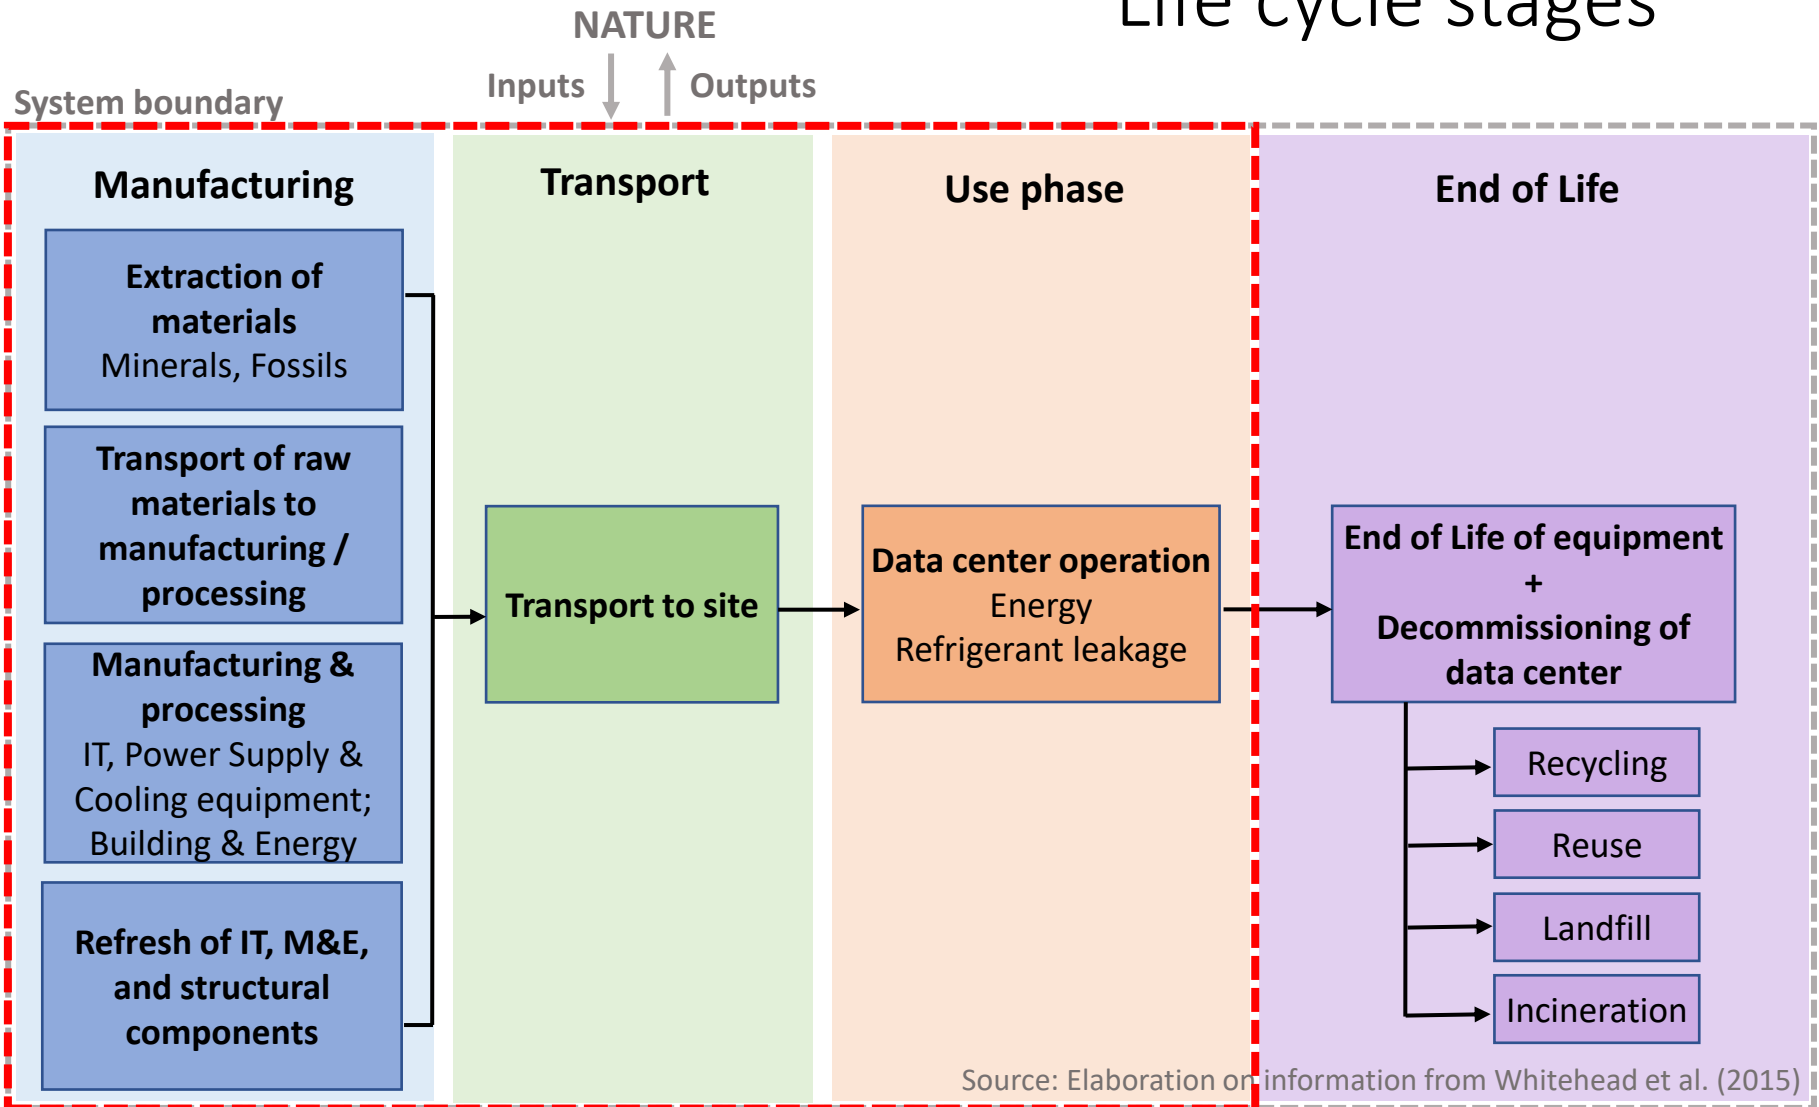 Life cycle stages
NATURE
Inputs
Outputs
System boundary
Manufacturing
Extraction of
materials
Minerals, Fossils
Transport of raw
materials to
manufacturing /
processing
Manufacturing &
processing
IT, Power Supply &
Cooling equipment;
Building & Energy
Refresh of IT, M&E,
and structural
components
Transport
Transport to site
Use phase
Data center operation
Energy
Refrigerant leakage
End of Life
End of Life of equipment
+
Decommissioning of
data center
Recycling
Reuse
Landfill
Incineration
Source: Elaboration on information from Whitehead et al. (2015)